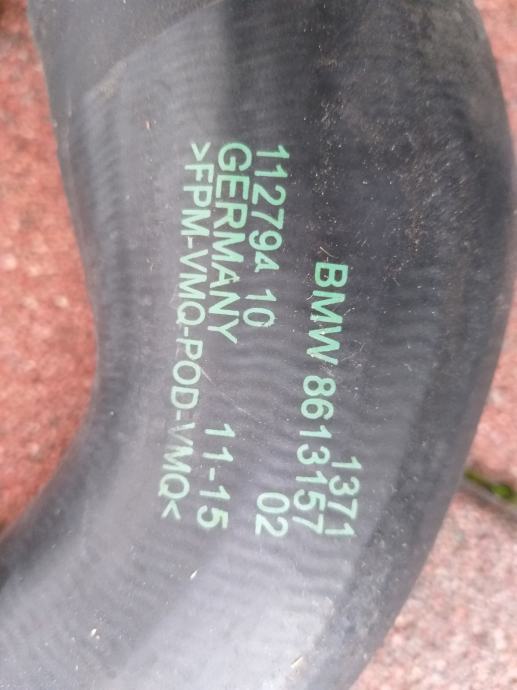 1371
BMW 8613157
112794 10 02
GERMANY 11-15
>FPM-VMQ-POD-VMQ<